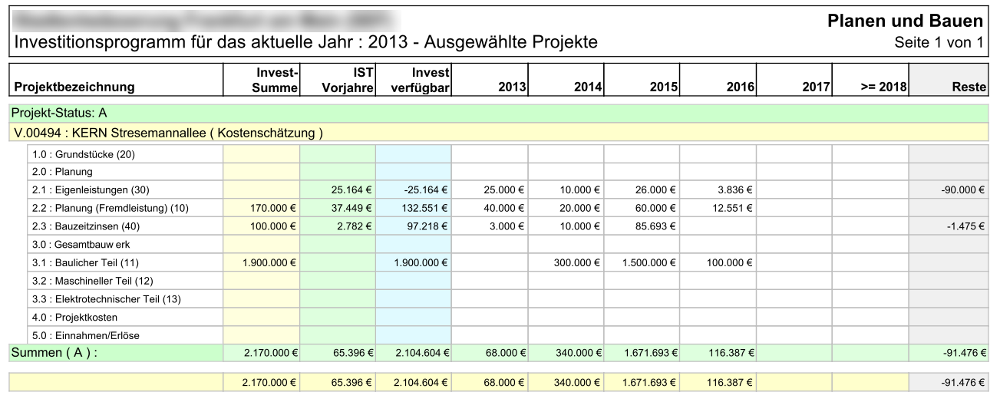 Planen und Bauen
Investitionsprogramm für das aktuelle Jahr : 2013 - Ausgewählte Projekte Seite 1 von 1
Projektbezeichnung Invest-Summe IST Vorjahre Invest verfügbar 2013 2014 2015 2016 2017 >= 2018 Reste
Projekt-Status: A
V.00494 : KERN Stresemannallee ( Kostenschätzung )
1.0 : Grundstücke (20)
2.0 : Planung
2.1 : Eigenleistungen (30) 25.164 € -25.164 € 25.000 € 10.000 € 26.000 € 3.836 € -90.000 €
2.2 : Planung (Fremdleistung) (10) 170.000 € 37.449 € 132.551 € 40.000 € 20.000 € 60.000 € 12.551 €
2.3 : Bauzeitzinsen (40) 100.000 € 2.782 € 97.218 € 3.000 € 10.000 € 85.693 € -1.475 €
3.0 : Gesamtbauw erk
3.1 : Baulicher Teil (11) 1.900.000 € 1.900.000 € 300.000 € 1.500.000 € 100.000 €
3.2 : Maschineller Teil (12)
3.3 : Elektrotechnischer Teil (13)
4.0 : Projektkosten
5.0 : Einnahmen/Erlöse
Summen ( A ) : 2.170.000 € 65.396 € 2.104.604 € 68.000 € 340.000 € 1.671.693 € 116.387 € -91.476 €
2.170.000 € 65.396 € 2.104.604 € 68.000 € 340.000 € 1.671.693 € 116.387 € -91.476 €